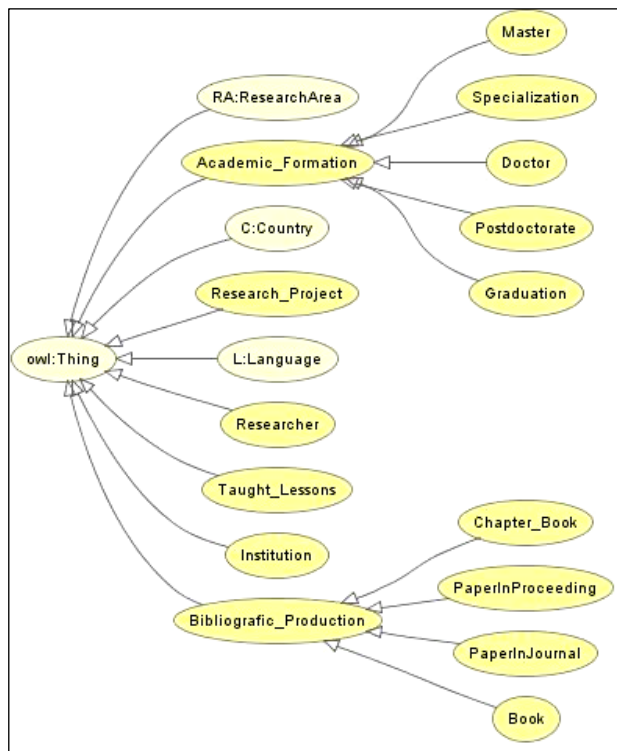 Master
RA:ResearchArea
Specialization
Academic_Formation
Doctor
C:Country
Postdoctorate
Research_Project
Graduation
owl:Thing
L:Language
Researcher
Taught_Lessons
Chapter_Book
Institution
PaperInProceeding
Bibliografic_Production
PaperInJournal
Book